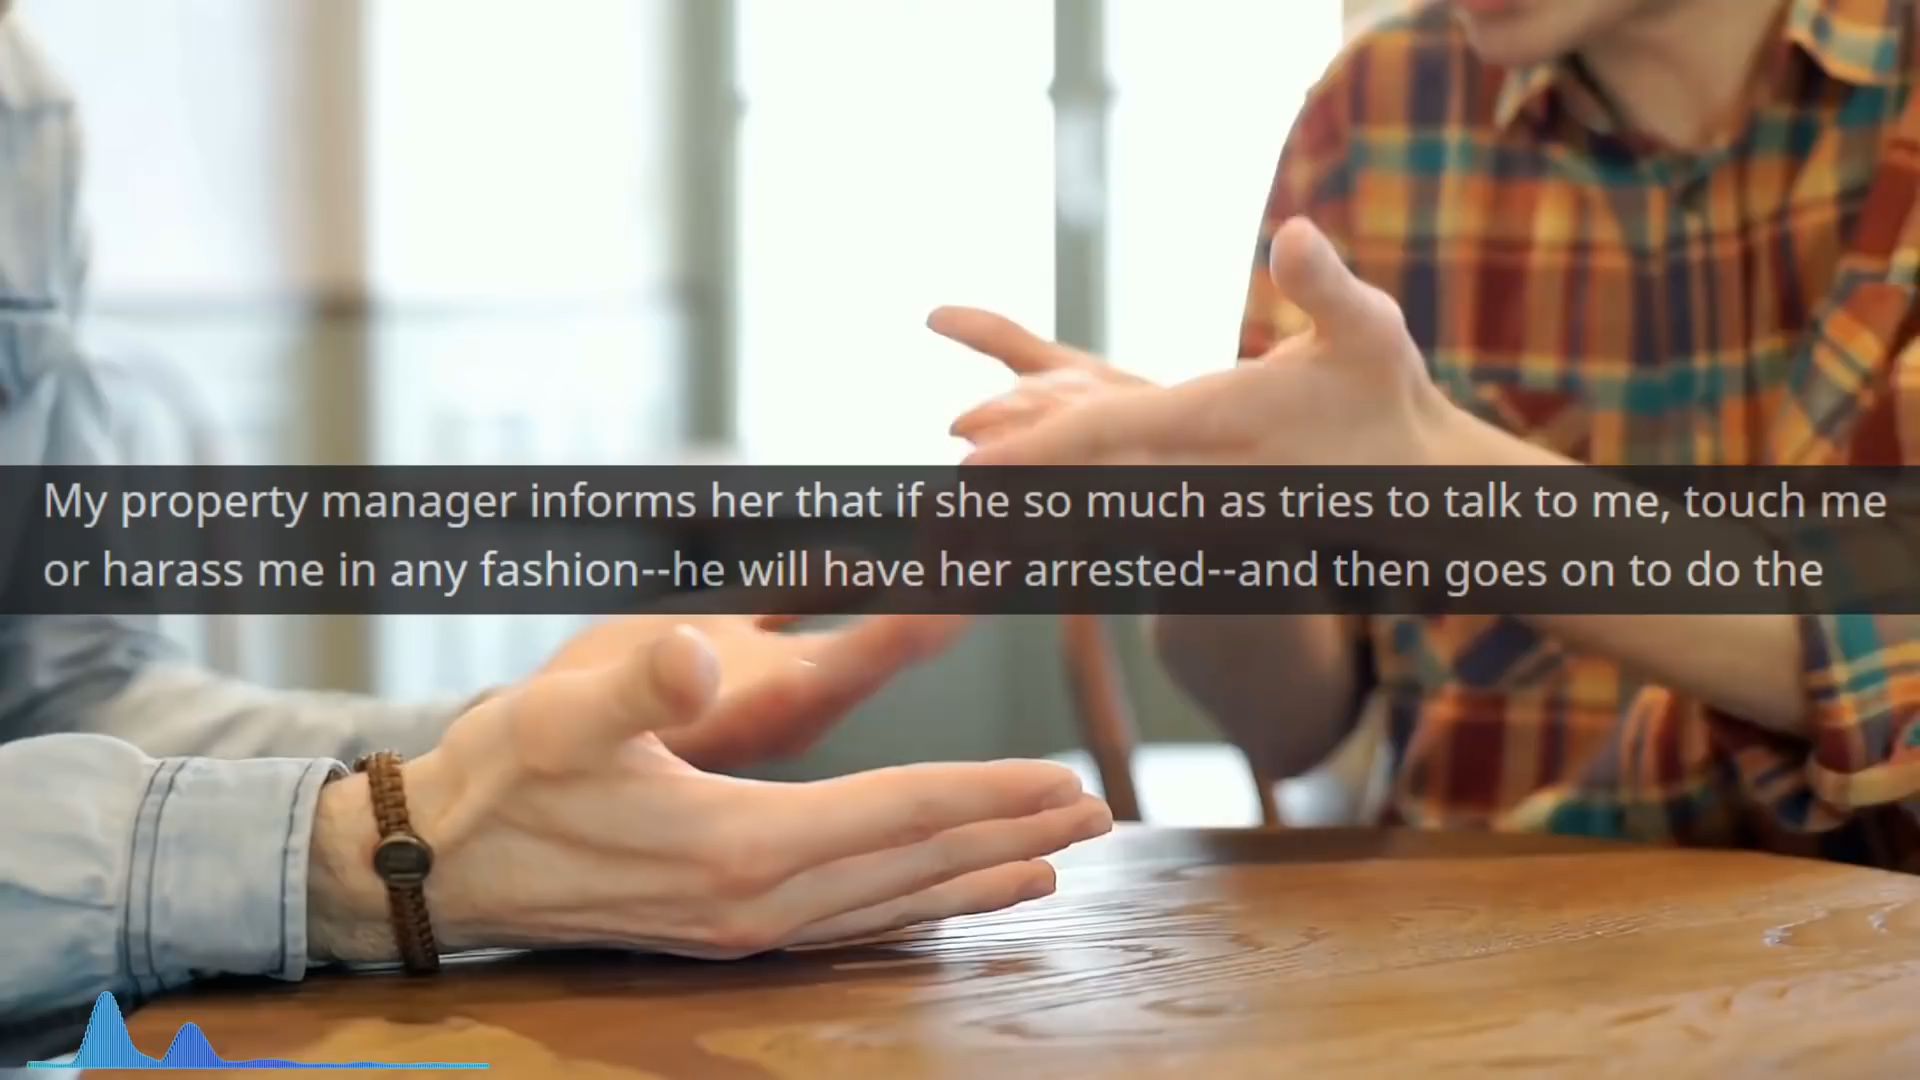 My property manager informs her that if she so much as tries to talk to me, touch me
or harass me in any fashion--he will have her arrested--and then goes on to do the